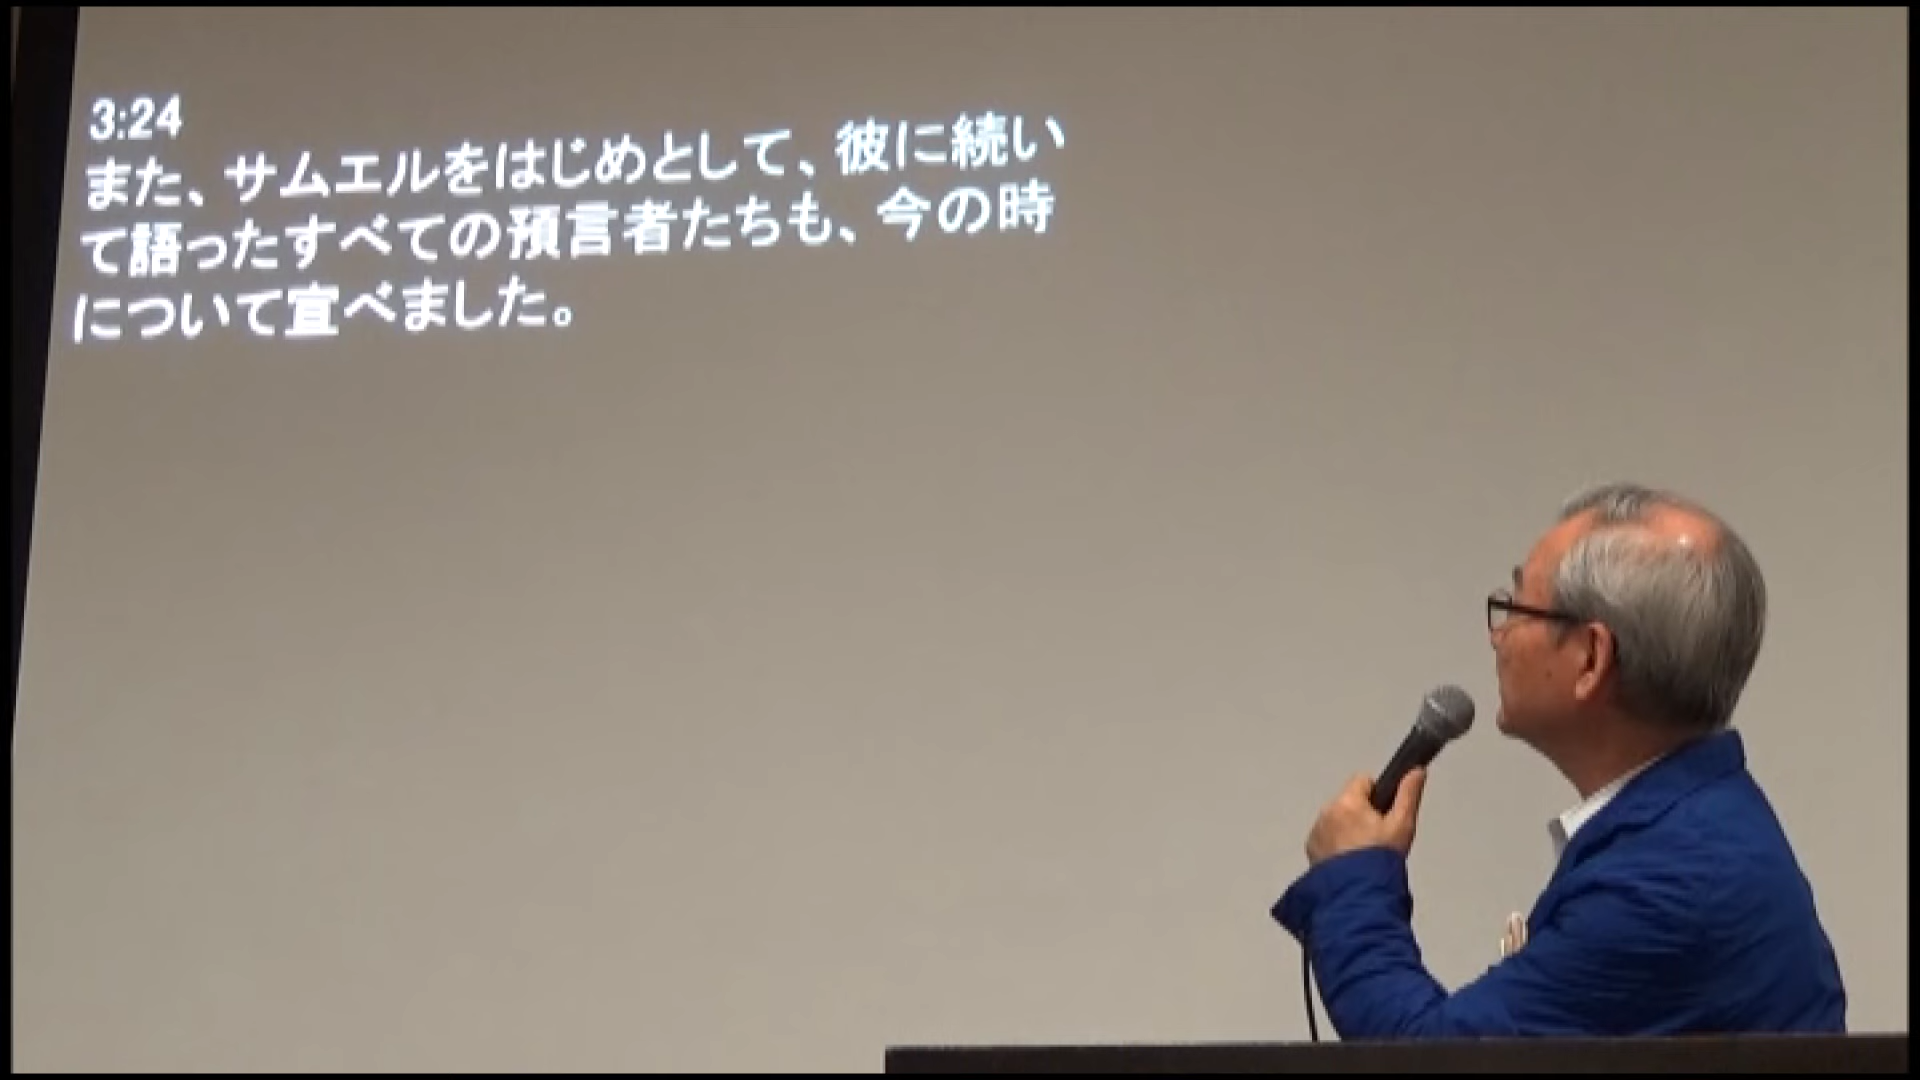 3:24
また、サムエルをはじめとして、彼に続い
て語ったすべての預言者たちも、今の時
について宣べました。